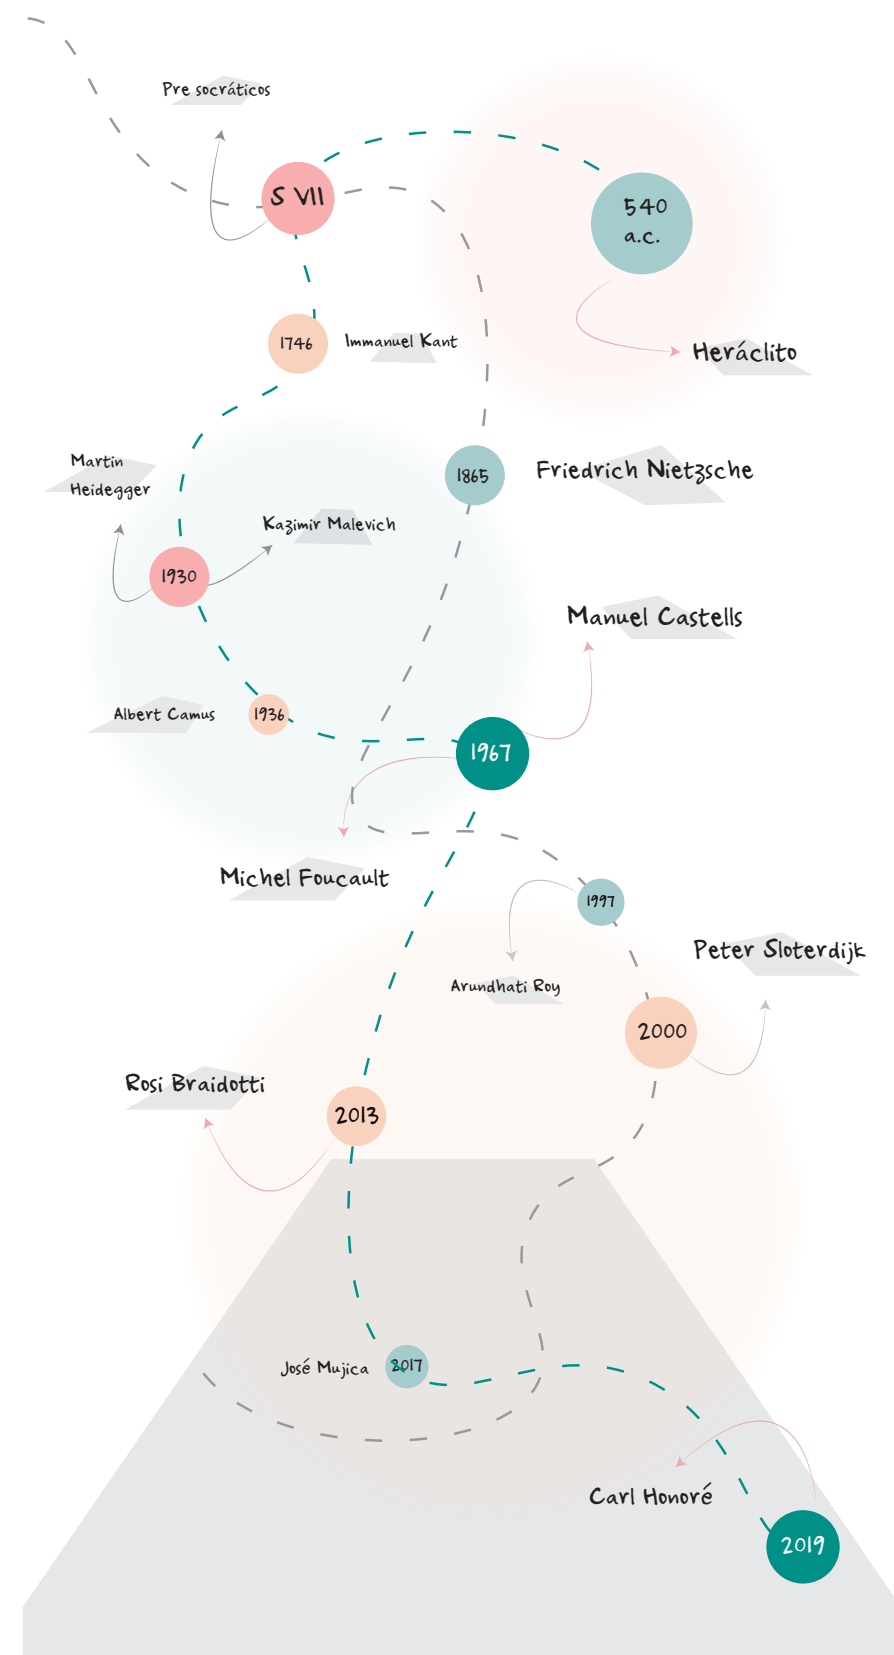 Pre socráticos
S VII
540
a.c.
1746
Immanuel Kant
Heráclito
Martin
Heidegger
1865
Friedrich Nietzsche
Kazimir Malevich
1930
Manuel Castells
Albert Camus
1936
1967
Michel Foucault
1997
Peter Sloterdijk
Arundhati Roy
2000
Rosi Braidotti
2013
José Mujica
2017
Carl Honoré
2019